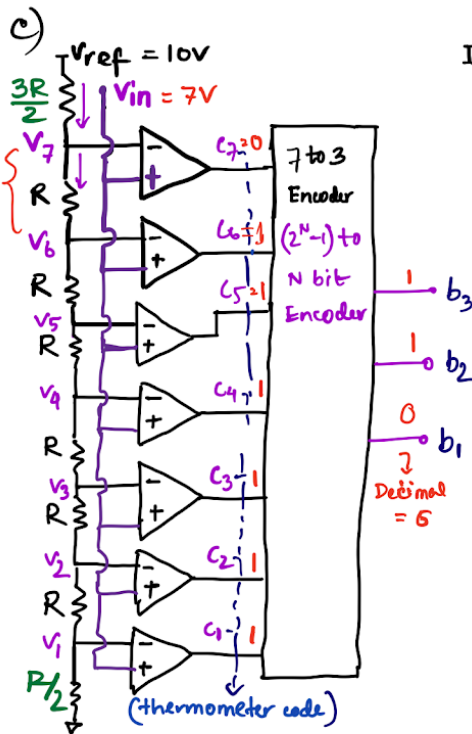 c)
Vref = 10V
I
3R/2
Vin = 7V
V7
- +
C7=0
7 to 3
Encoder
R
V6
- +
C6=1
(2^N-1) to
N bit
Encoder
R
V5
- +
C5=1
1
b3
R
V4
- +
C4 1
1
b2
R
V3
- +
C3 1
0
b1
Decimal
= 6
R
V2
- +
C2 1
R
V1
- +
C1 1
R/2
(thermometer code)